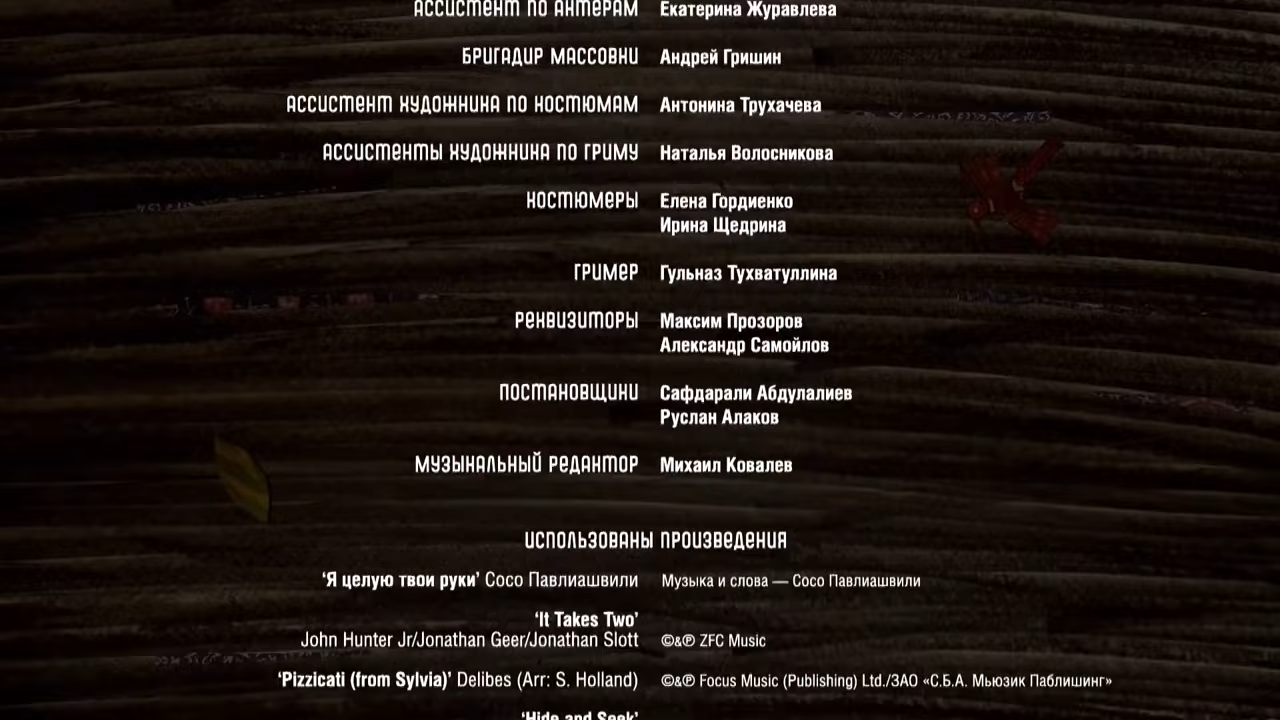 АССИСТЕНТ ПО АКТЕРАМ Екатерина Журавлева
БРИГАДИР МАССОВКИ Андрей Гришин
АССИСТЕНТ ХУДОЖНИКА ПО КОСТЮМАМ Антонина Трухачева
АССИСТЕНТЫ ХУДОЖНИКА ПО ГРИМУ Наталья Волосникова
КОСТЮМЕРЫ Елена Гордиенко
Ирина Щедрина
ГРИМЕР Гульназ Тухватуллина
РЕКВИЗИТОРЫ Максим Прозоров
Александр Самойлов
ПОСТАНОВЩИКИ Сафдарали Абдулалиев
Руслан Алаков
МУЗЫКАЛЬНЫЙ РЕДАКТОР Михаил Ковалев
ИСПОЛЬЗОВАНЫ ПРОИЗВЕДЕНИЯ
‘Я целую твои руки’ Сосо Павлиашвили Музыка и слова — Сосо Павлиашвили
‘It Takes Two’
John Hunter Jr/Jonathan Geer/Jonathan Slott ©&℗ ZFC Music
‘Pizzicati (from Sylvia)’ Delibes (Arr: S. Holland) ©&℗ Focus Music (Publishing) Ltd./ЗАО «С.Б.А. Мьюзик Паблишинг»
‘Hide and Seek’